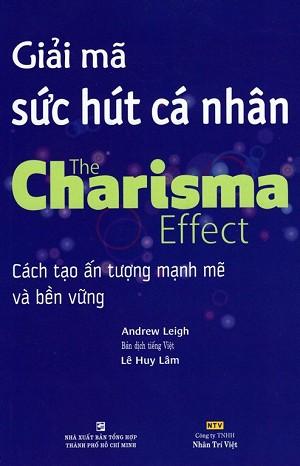 Giải mã
sức hút cá nhân
The
Charisma
Effect
Cách tạo ấn tượng mạnh mẽ
và bền vững
Andrew Leigh
Bản dịch tiếng Việt
Lê Huy Lâm
NHÀ XUẤT BẢN TỔNG HỢP
THÀNH PHỐ HỒ CHÍ MINH
NTV
Công ty TNHH
Nhân Trí Việt